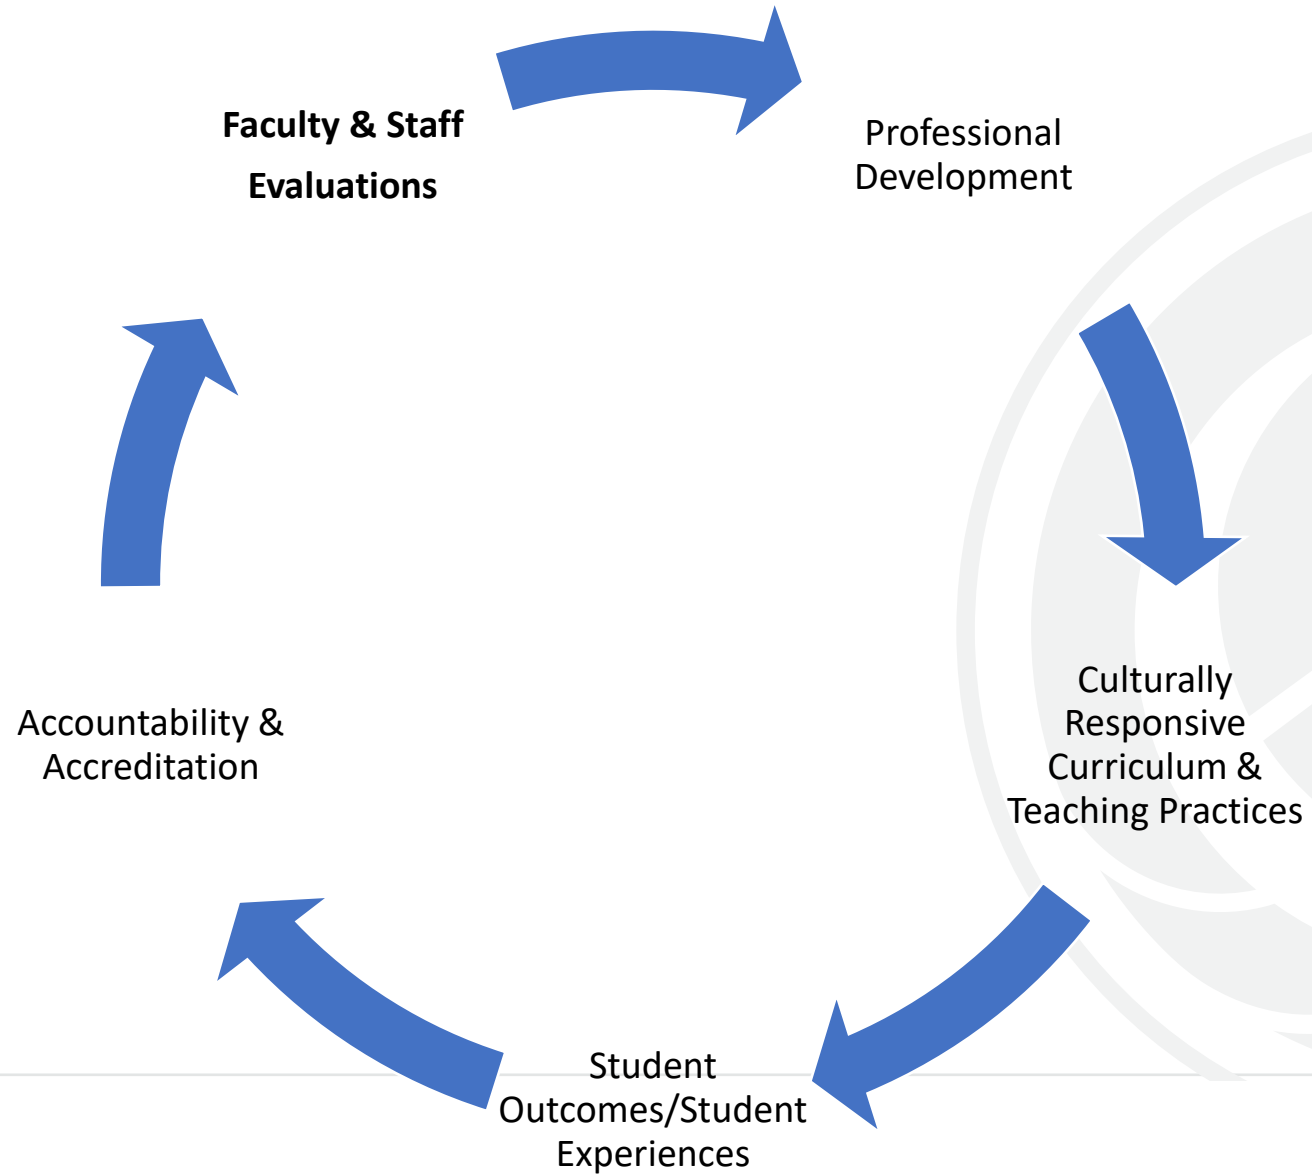 Faculty & Staff
Evaluations
Professional
Development
Culturally
Responsive
Curriculum &
Teaching Practices
Student
Outcomes/Student
Experiences
Accountability &
Accreditation